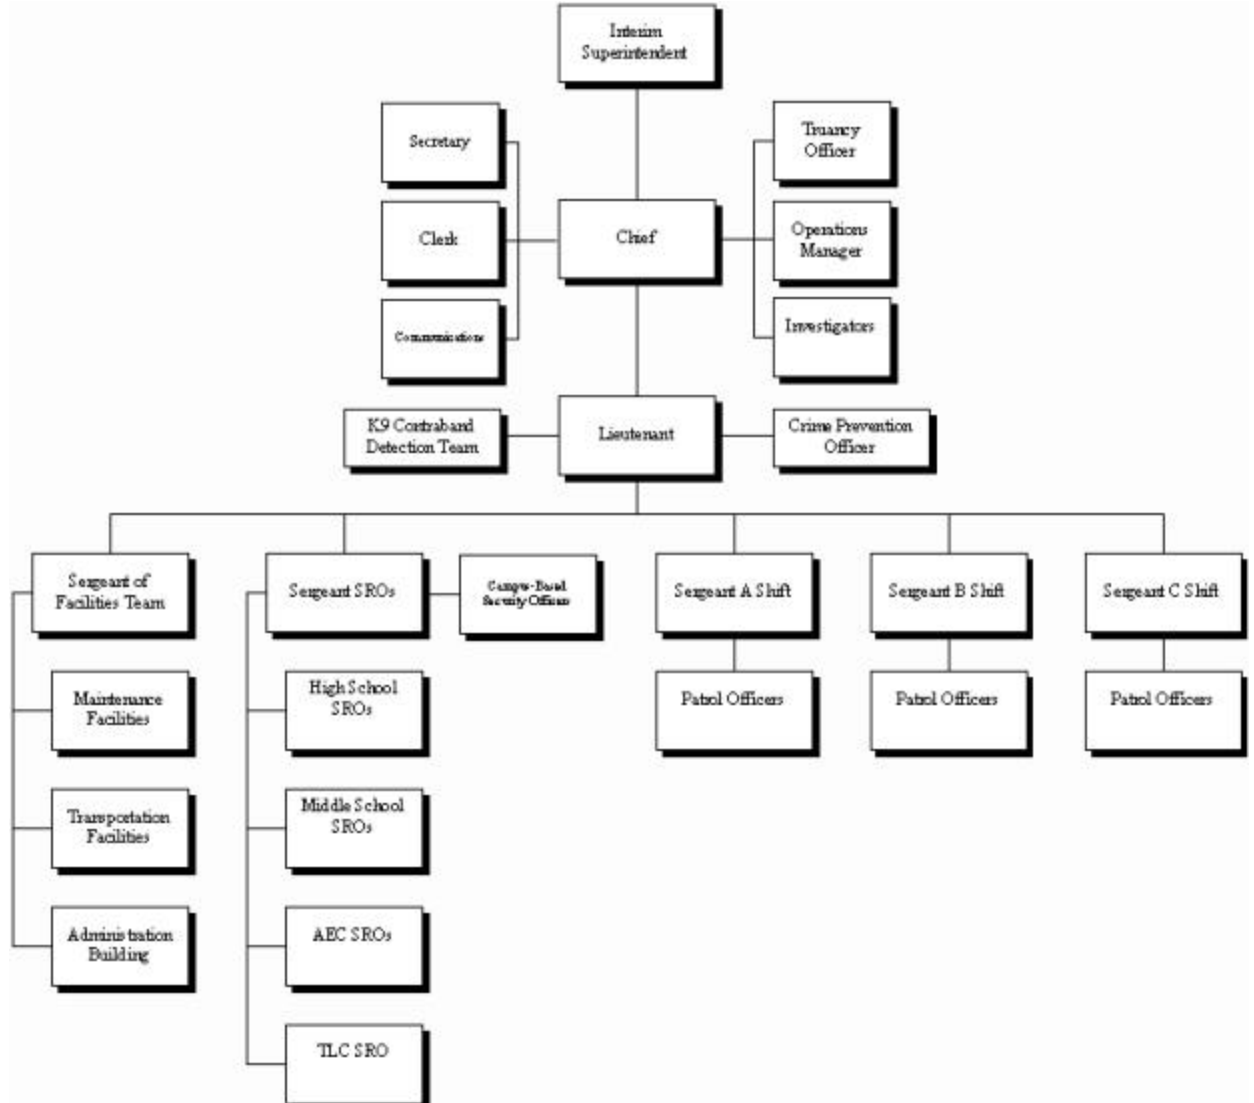 Interim
Superintendent
Secretary
Truancy
Officer
Clerk
Chief
Operations
Manager
Communications
Investigators
K9 Contraband
Detection Team
Lieutenant
Crime Prevention
Officer
Sergeant of
Facilities Team
Sergeant SROs
Campus-Based
Security Officers
Sergeant A Shift
Sergeant B Shift
Sergeant C Shift
Maintenance
Facilities
High School
SROs
Patrol Officers
Patrol Officers
Patrol Officers
Transportation
Facilities
Middle School
SROs
Administration
Building
AEC SROs
TLC SRO